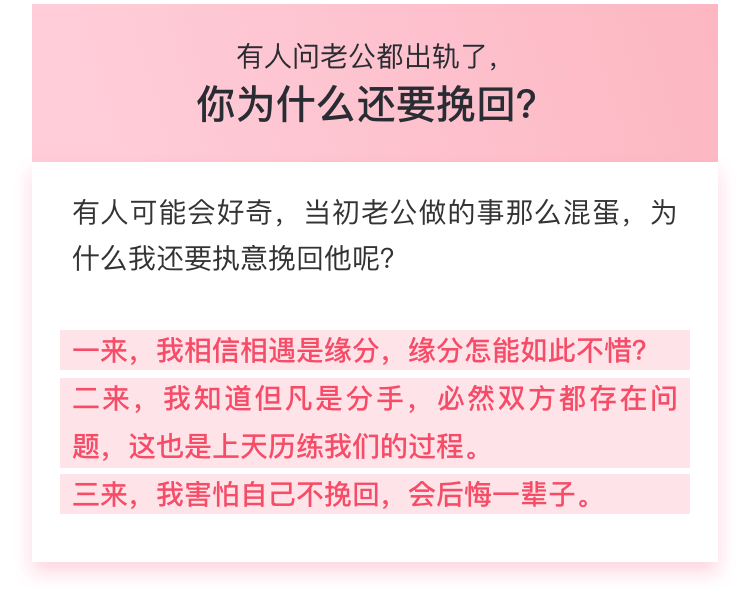 有人问老公都出轨了，
你为什么还要挽回？
有人可能会好奇，当初老公做的事那么混蛋，为
什么我还要执意挽回他呢？
一来，我相信相遇是缘分，缘分怎能如此不惜？
二来，我知道但凡是分手，必然双方都存在问
题，这也是上天历练我们的过程。
三来，我害怕自己不挽回，会后悔一辈子。